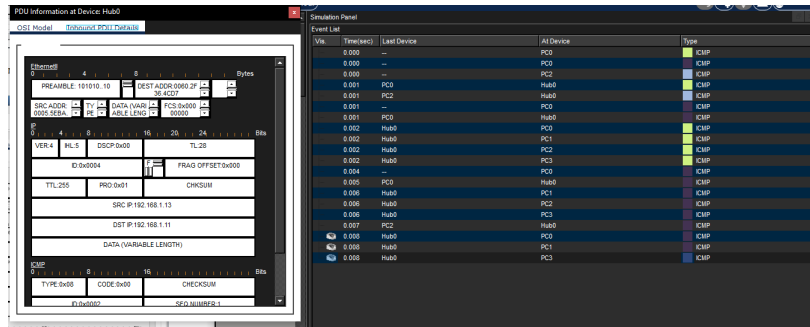 PDU Information at Device: Hub0
OSI Model Inbound PDU Details
EthernetII
0 4 8 Bytes
PREAMBLE: 101010..10 DEST ADDR:0060.2F
36.4CD7
SRC ADDR: TY DATA (VARI FCS:0x000
0005.5EBA. PE ABLE LENG 00000
IP
0 4 8 16 20 24 Bits
VER:4 IHL:5 DSCP:0x00 TL:28
ID:0x0004 F FRAG OFFSET:0x000
TTL:255 PRO:0x01 CHKSUM
SRC IP:192.168.1.13
DST IP:192.168.1.11
DATA (VARIABLE LENGTH)
ICMP
0 8 16 Bits
TYPE:0x08 CODE:0x00 CHECKSUM
ID:0x0002 SEQ NUMBER:1
Simulation Panel
Event List
Vis. Time(sec) Last Device At Device Type
0.000 -- PC0 ICMP
0.000 -- PC0 ICMP
0.000 -- PC2 ICMP
0.001 PC0 Hub0 ICMP
0.001 PC2 Hub0 ICMP
0.001 -- PC0 ICMP
0.001 PC0 Hub0 ICMP
0.002 Hub0 PC0 ICMP
0.002 Hub0 PC1 ICMP
0.002 Hub0 PC2 ICMP
0.002 Hub0 PC3 ICMP
0.004 -- PC0 ICMP
0.005 PC0 Hub0 ICMP
0.006 Hub0 PC1 ICMP
0.006 Hub0 PC2 ICMP
0.006 Hub0 PC3 ICMP
0.007 PC2 Hub0 ICMP
0.008 Hub0 PC0 ICMP
0.008 Hub0 PC1 ICMP
0.008 Hub0 PC3 ICMP